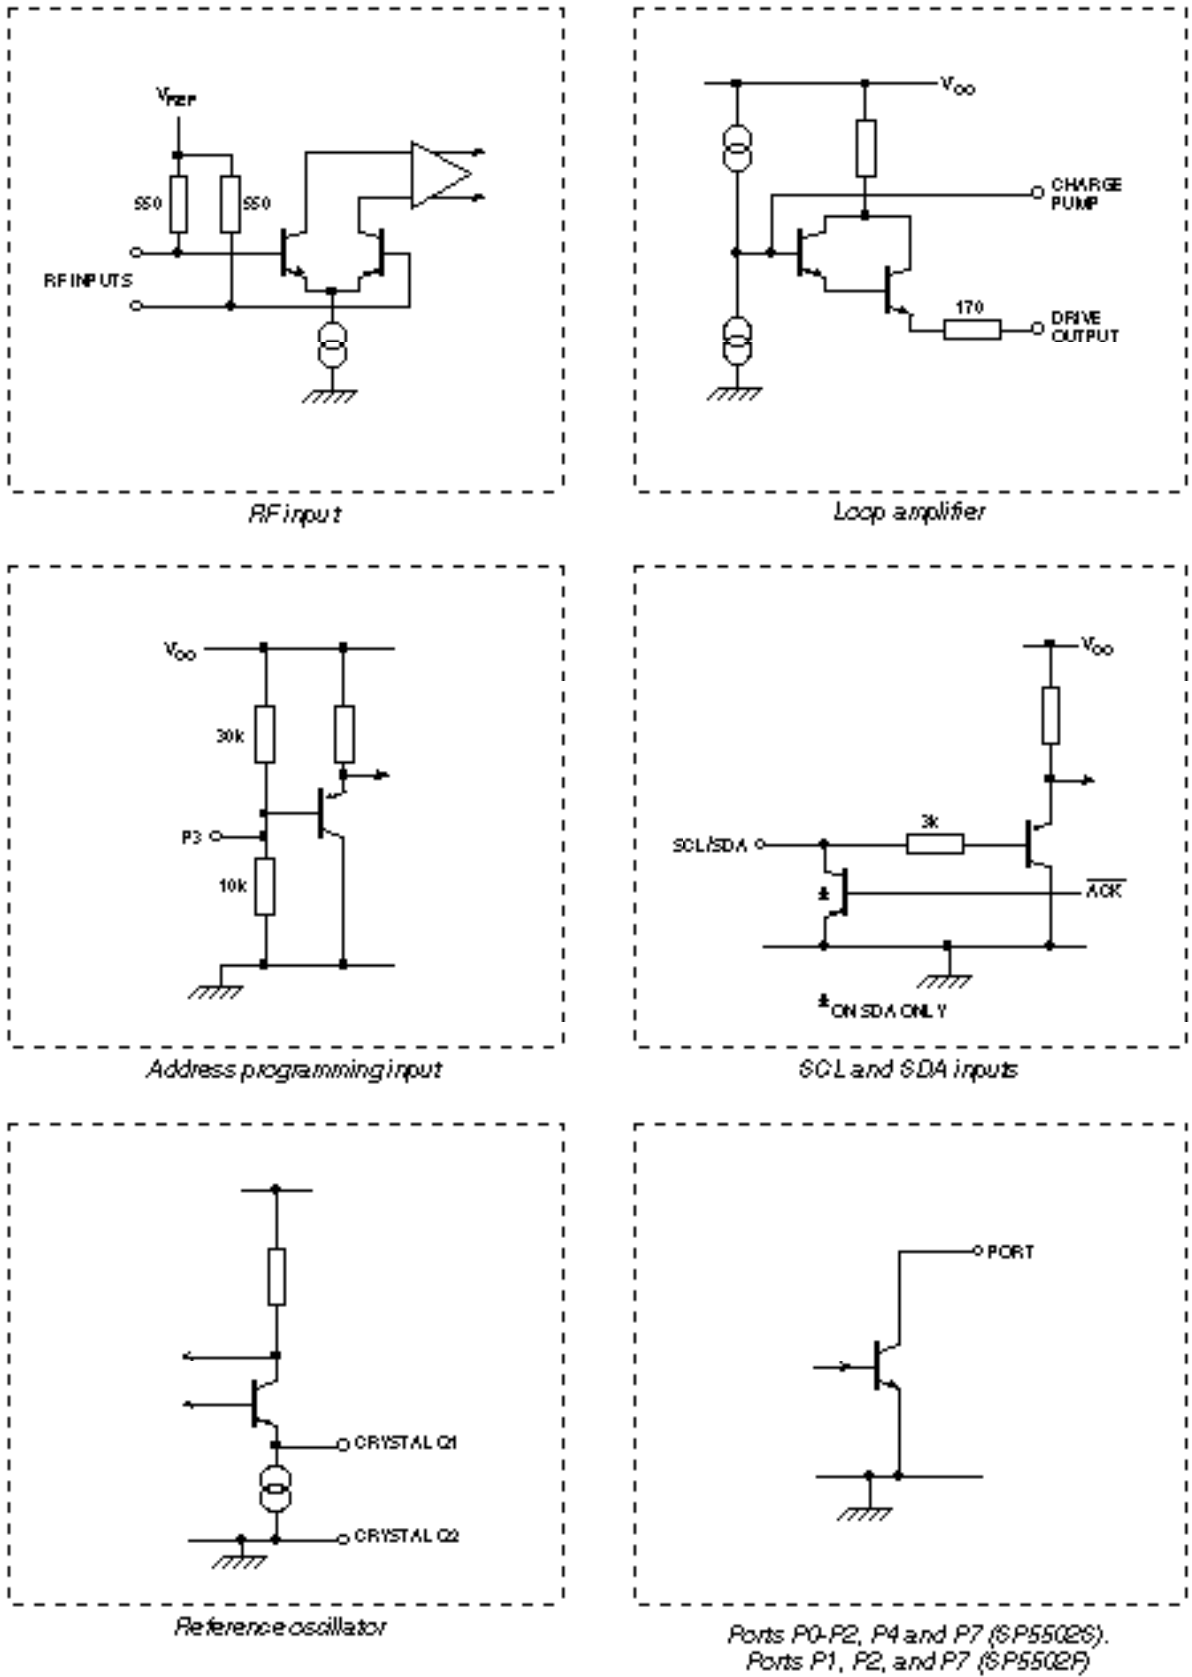 VREF
550 550
RF INPUTS
RF input
VCC
CHARGE
PUMP
170
DRIVE
OUTPUT
Loop amplifier
VCC
30k
P3
10k
Address programming input
VCC
3k
SCL/SDA
ACK
* ON SDA ONLY
SCL and SDA inputs
CRYSTAL Q1
CRYSTAL Q2
Reference oscillator
PORT
Ports P0-P2, P4 and P7 (SP5502S).
Ports P1, P2, and P7 (SP5502F)